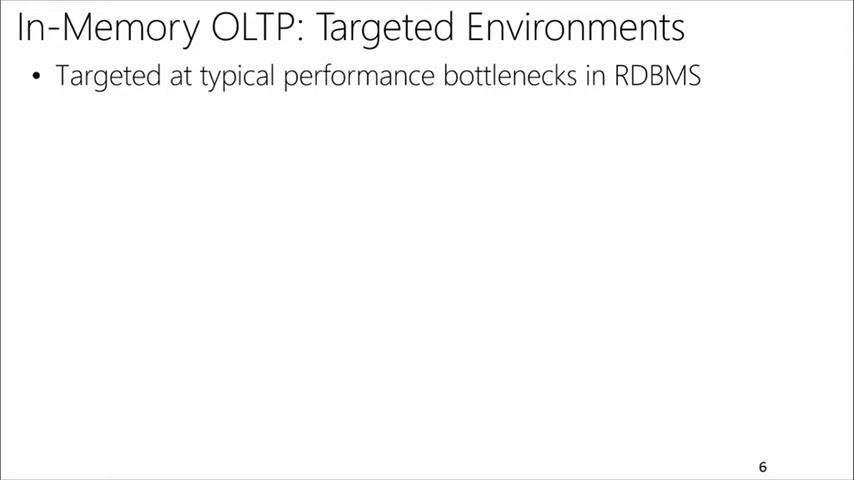 In-Memory OLTP: Targeted Environments
• Targeted at typical performance bottlenecks in RDBMS
6